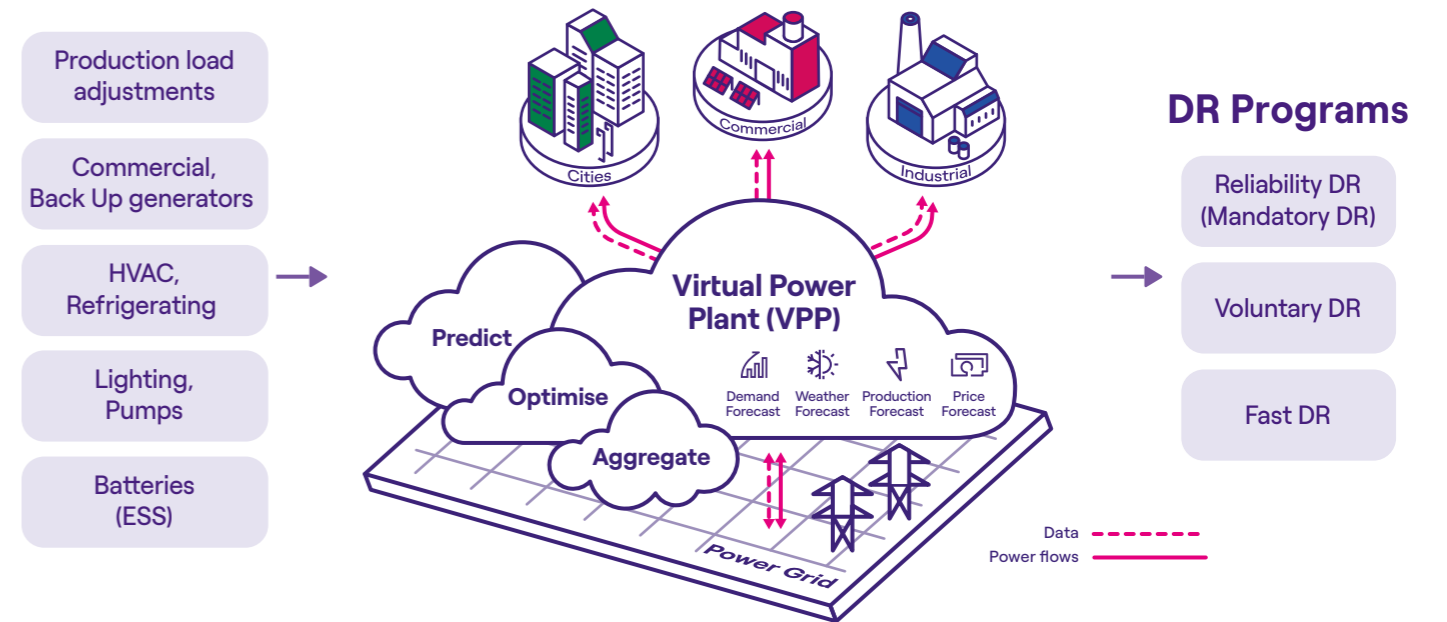 Production load
adjustments
Commercial,
Back Up generators
HVAC,
Refrigerating
Lighting,
Pumps
Batteries
(ESS)
Cities
Commercial
Industrial
Virtual Power
Plant (VPP)
Predict
Optimise
Aggregate
Demand
Forecast
Weather
Forecast
Production
Forecast
Price
Forecast
Power Grid
Data
Power flows
DR Programs
Reliability DR
(Mandatory DR)
Voluntary DR
Fast DR